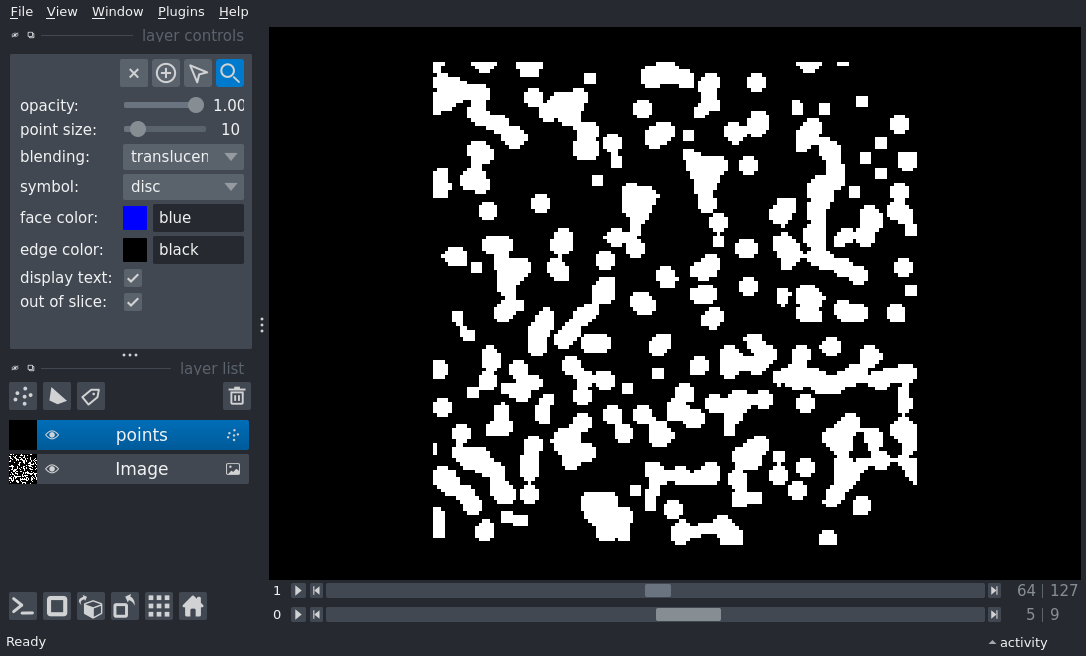 File View Window Plugins Help
layer controls
opacity: 1.00
point size: 10
blending: translucen
symbol: disc
face color: blue
edge color: black
display text:
out of slice:
layer list
points
Image
1 64 | 127
0 5 | 9
Ready activity